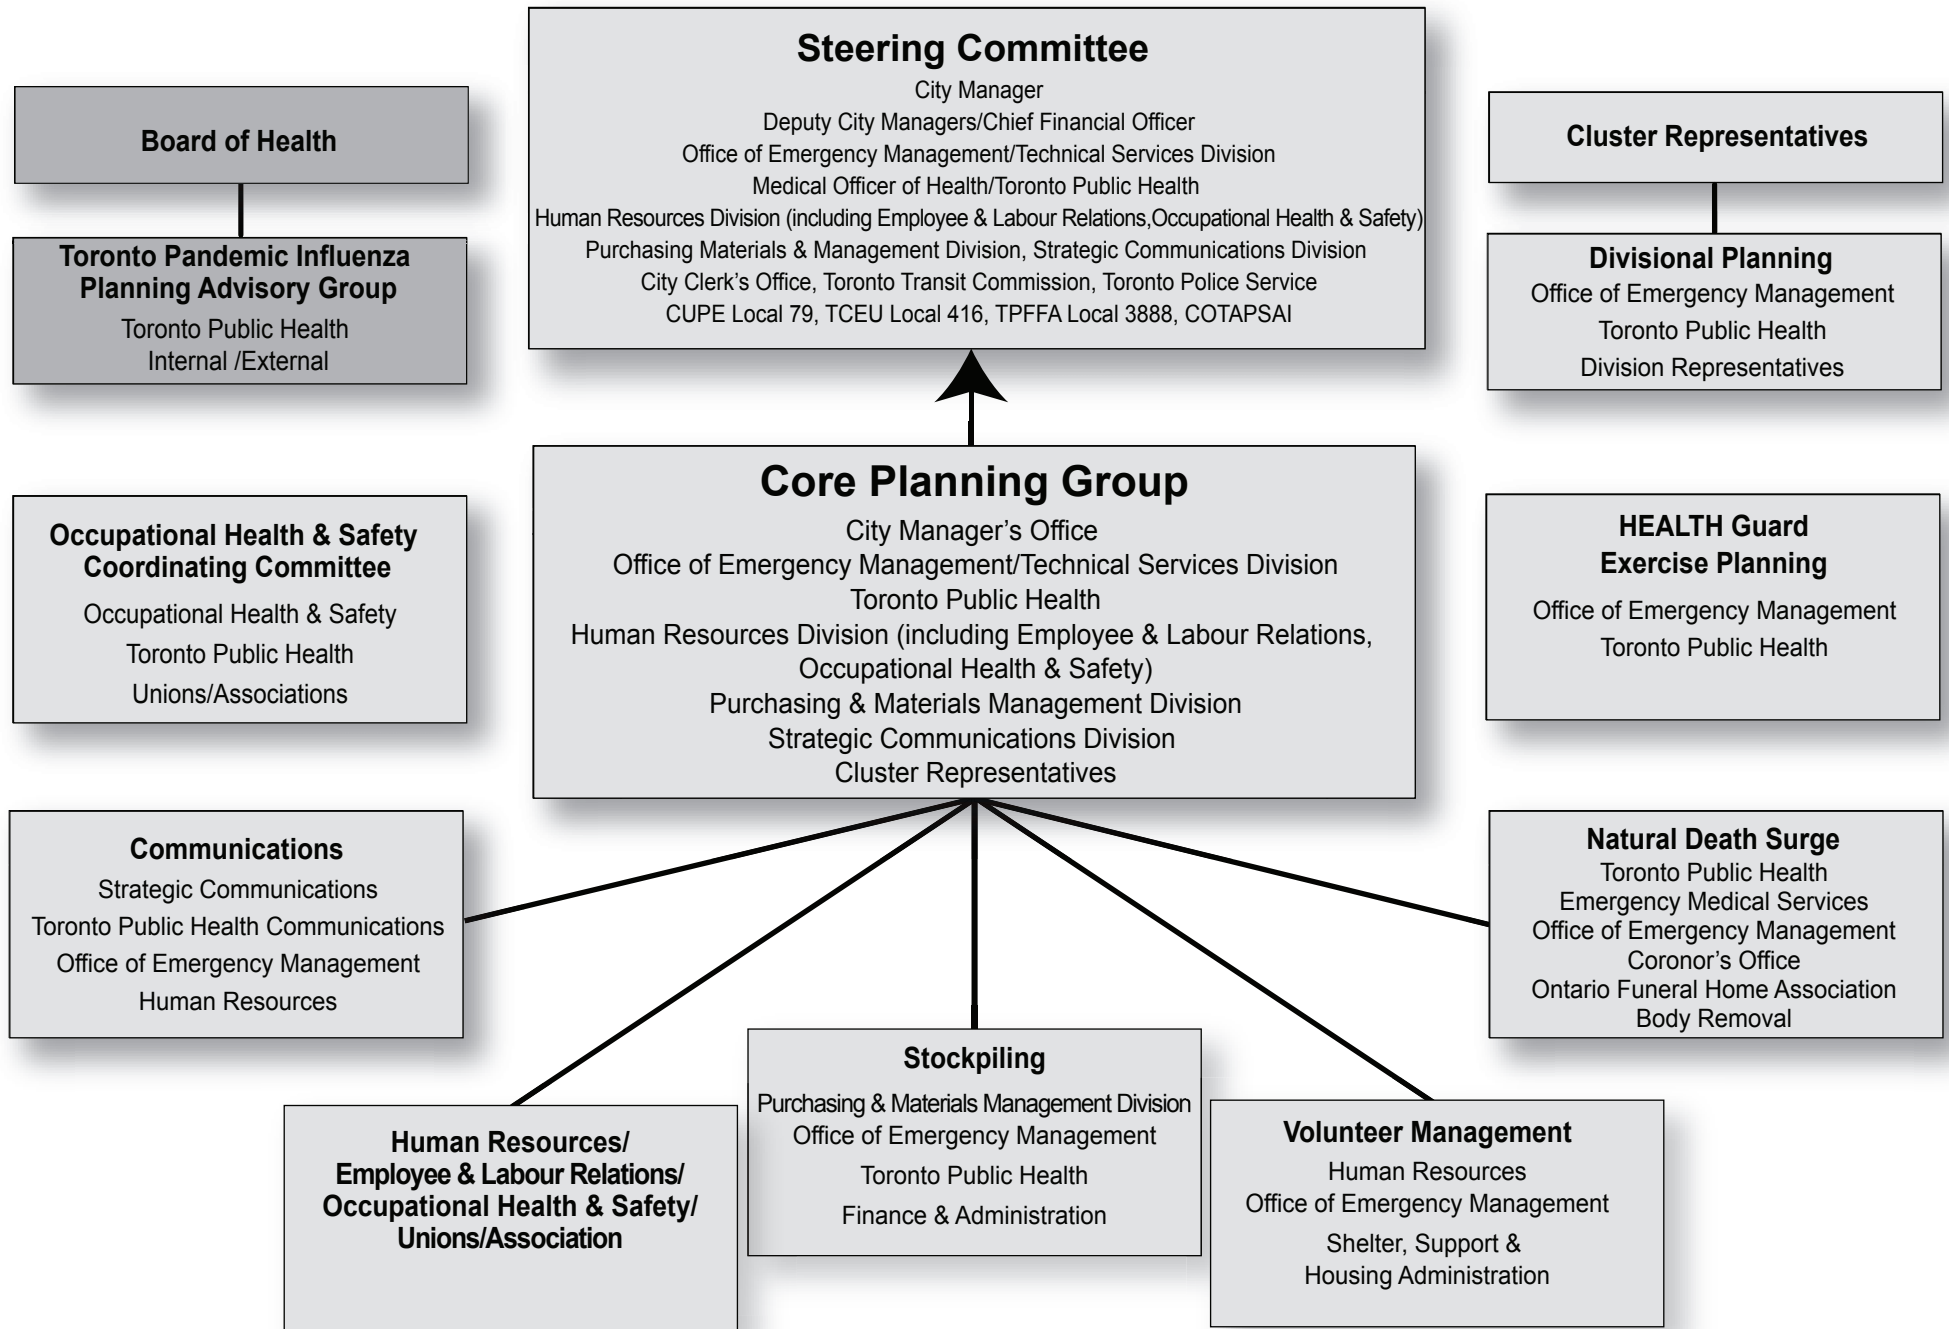 Steering Committee
City Manager
Deputy City Managers/Chief Financial Officer
Office of Emergency Management/Technical Services Division
Medical Officer of Health/Toronto Public Health
Human Resources Division (including Employee & Labour Relations,Occupational Health & Safety)
Purchasing Materials & Management Division, Strategic Communications Division
City Clerk's Office, Toronto Transit Commission, Toronto Police Service
CUPE Local 79, TCEU Local 416, TPFFA Local 3888, COTAPSAI
Board of Health
Toronto Pandemic Influenza
Planning Advisory Group
Toronto Public Health
Internal /External
Cluster Representatives
Divisional Planning
Office of Emergency Management
Toronto Public Health
Division Representatives
Core Planning Group
City Manager's Office
Office of Emergency Management/Technical Services Division
Toronto Public Health
Human Resources Division (including Employee & Labour Relations,
Occupational Health & Safety)
Purchasing & Materials Management Division
Strategic Communications Division
Cluster Representatives
Occupational Health & Safety
Coordinating Committee
Occupational Health & Safety
Toronto Public Health
Unions/Associations
HEALTH Guard
Exercise Planning
Office of Emergency Management
Toronto Public Health
Communications
Strategic Communications
Toronto Public Health Communications
Office of Emergency Management
Human Resources
Natural Death Surge
Toronto Public Health
Emergency Medical Services
Office of Emergency Management
Coronor's Office
Ontario Funeral Home Association
Body Removal
Human Resources/
Employee & Labour Relations/
Occupational Health & Safety/
Unions/Association
Stockpiling
Purchasing & Materials Management Division
Office of Emergency Management
Toronto Public Health
Finance & Administration
Volunteer Management
Human Resources
Office of Emergency Management
Shelter, Support &
Housing Administration